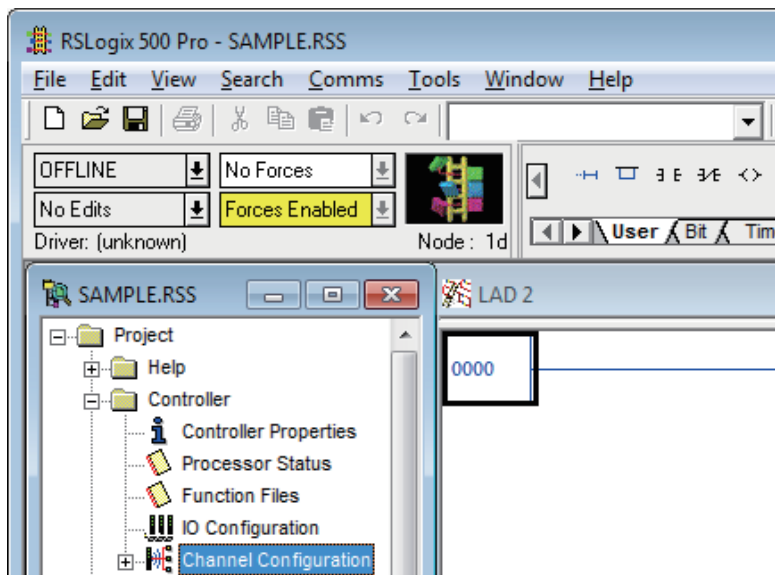 RSLogix 500 Pro - SAMPLE.RSS
File Edit View Search Comms Tools Window Help
OFFLINE No Forces
No Edits Forces Enabled
Driver: (unknown) Node : 1d
User Bit Tim
SAMPLE.RSS
LAD 2
Project
Help
Controller
Controller Properties
Processor Status
Function Files
IO Configuration
Channel Configuration
0000